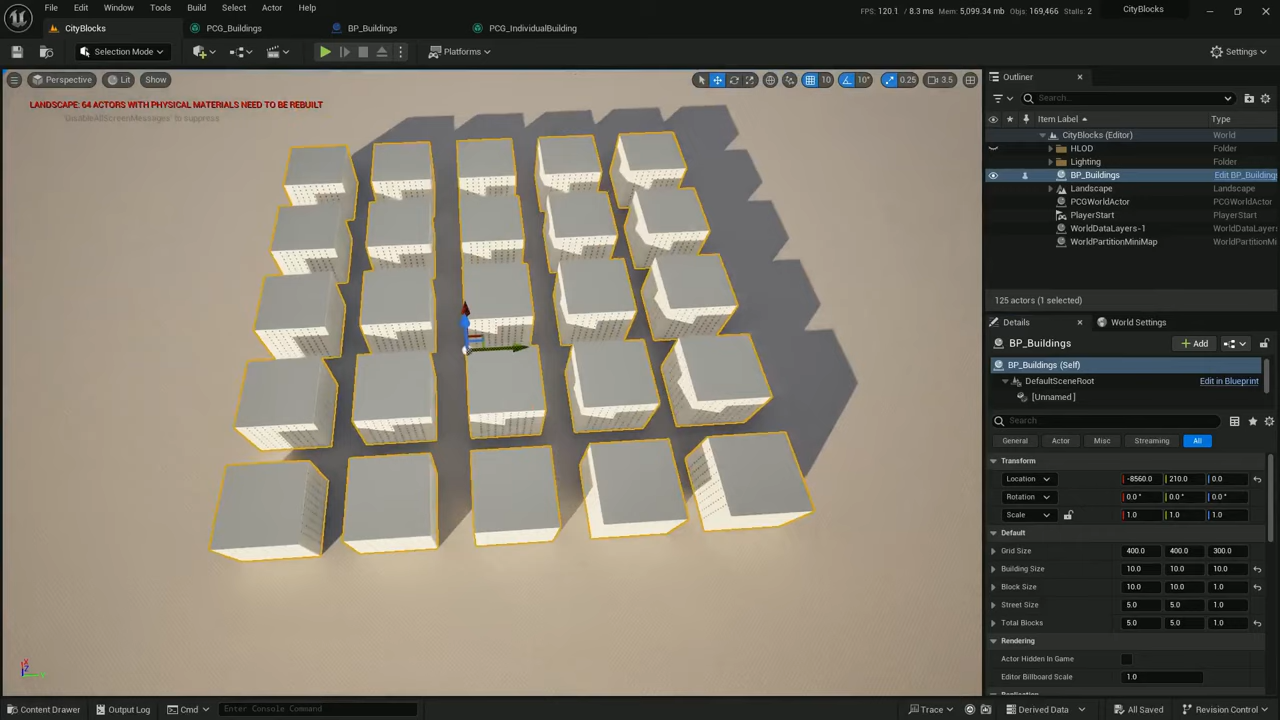 File Edit Window Tools Build Select Actor Help
FPS: 120.1 / 8.3 ms Mem: 5,099.34 mb Objs: 169,466 Stalls: 2
CityBlocks
CityBlocks PCG_Buildings BP_Buildings PCG_IndividualBuilding
Selection Mode Platforms Settings
Perspective Lit Show 10 10° 0.25 3.5
LANDSCAPE: 64 ACTORS WITH PHYSICAL MATERIALS NEED TO BE REBUILT
'DisableAllScreenMessages' to suppress
Outliner
Search...
Item Label Type
CityBlocks (Editor) World
HLOD Folder
Lighting Folder
BP_Buildings Edit BP_Building
Landscape Landscape
PCGWorldActor PCGWorldActor
PlayerStart PlayerStart
WorldDataLayers-1 WorldDataLayers
WorldPartitionMiniMap WorldPartitionM
125 actors (1 selected)
Details World Settings
BP_Buildings Add
BP_Buildings (Self)
DefaultSceneRoot Edit in Blueprint
[Unnamed ]
Search
General Actor Misc Streaming All
Transform
Location -8560.0 210.0 0.0
Rotation 0.0 ° 0.0 ° 0.0 °
Scale 1.0 1.0 1.0
Default
Grid Size 400.0 400.0 300.0
Building Size 10.0 10.0 10.0
Block Size 10.0 10.0 1.0
Street Size 5.0 5.0 1.0
Total Blocks 5.0 5.0 1.0
Rendering
Actor Hidden In Game
Editor Billboard Scale 1.0
Replication
Content Drawer Output Log Cmd Enter Console Command Trace Derived Data All Saved Revision Control